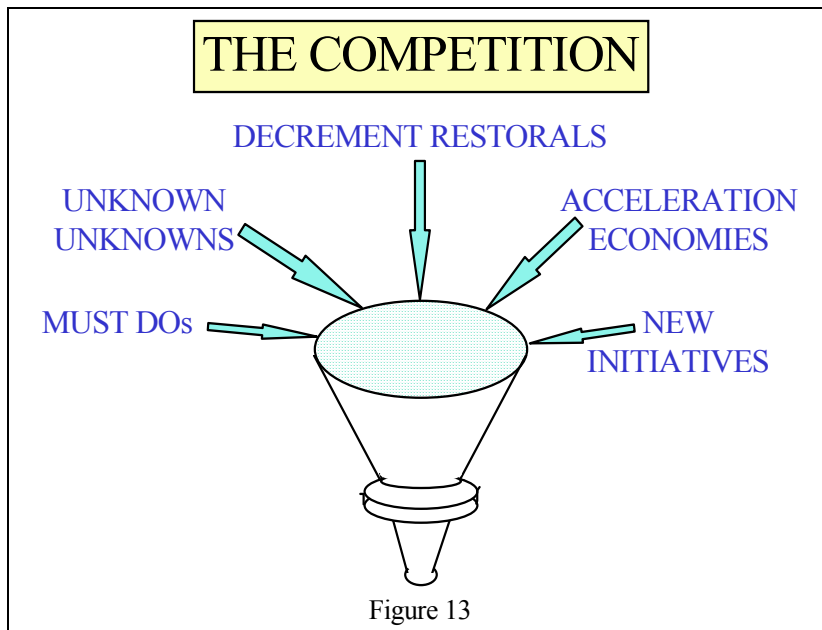 THE COMPETITION
DECREMENT RESTORALS
UNKNOWN
UNKNOWNS
ACCELERATION
ECONOMIES
MUST DOs
NEW
INITIATIVES
Figure 13